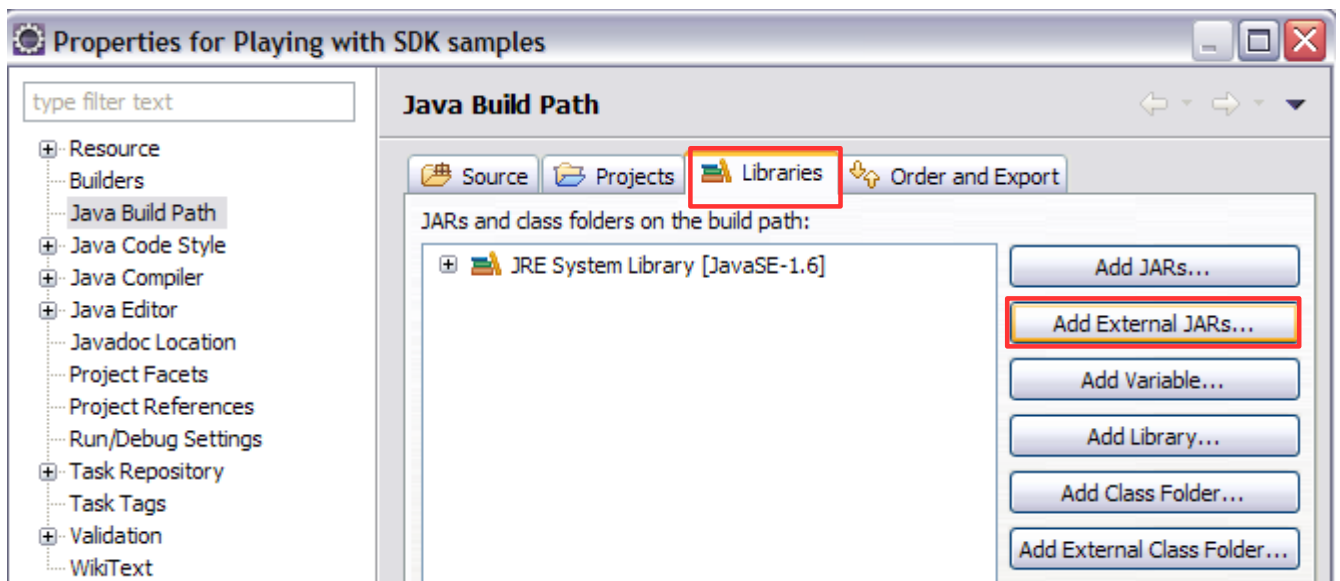 Properties for Playing with SDK samples
type filter text
Resource
Builders
Java Build Path
Java Code Style
Java Compiler
Java Editor
Javadoc Location
Project Facets
Project References
Run/Debug Settings
Task Repository
Task Tags
Validation
WikiText
Java Build Path
Source Projects Libraries Order and Export
JARs and class folders on the build path:
JRE System Library [JavaSE-1.6]
Add JARs...
Add External JARs...
Add Variable...
Add Library...
Add Class Folder...
Add External Class Folder...